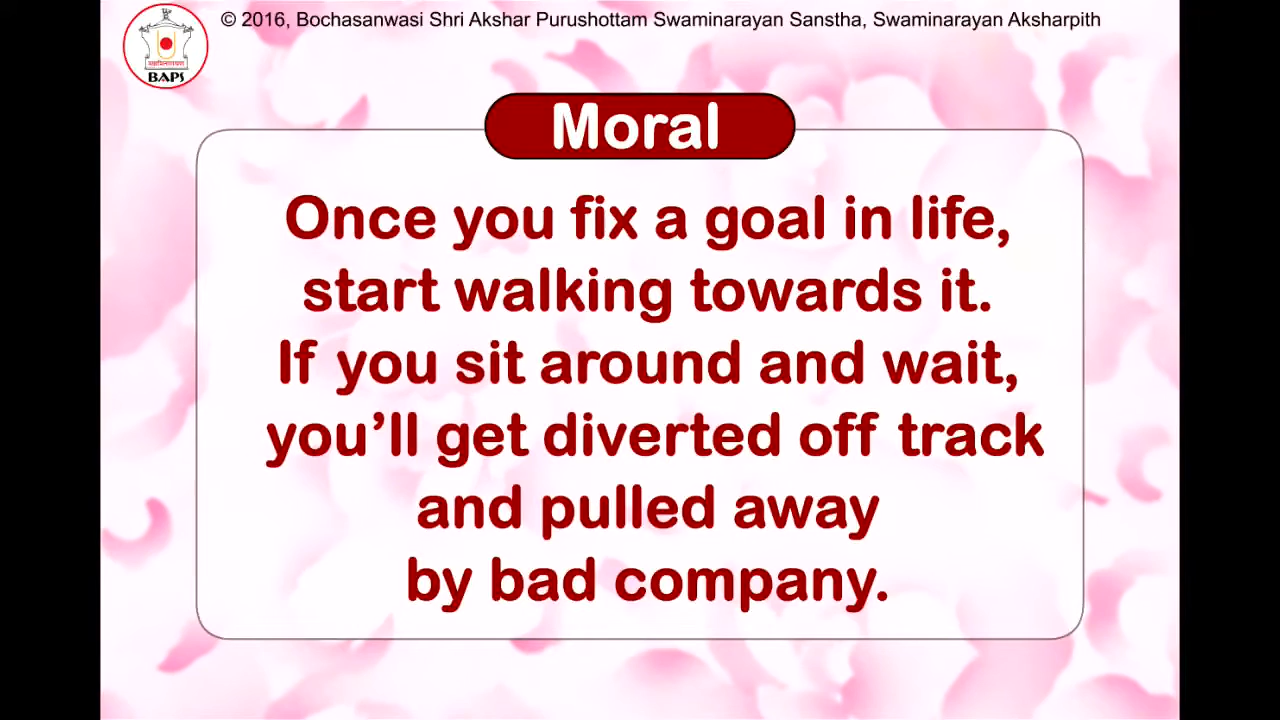 © 2016, Bochasanwasi Shri Akshar Purushottam Swaminarayan Sanstha, Swaminarayan Aksharpith
BAPS
Moral
Once you fix a goal in life,
start walking towards it.
If you sit around and wait,
you’ll get diverted off track
and pulled away
by bad company.